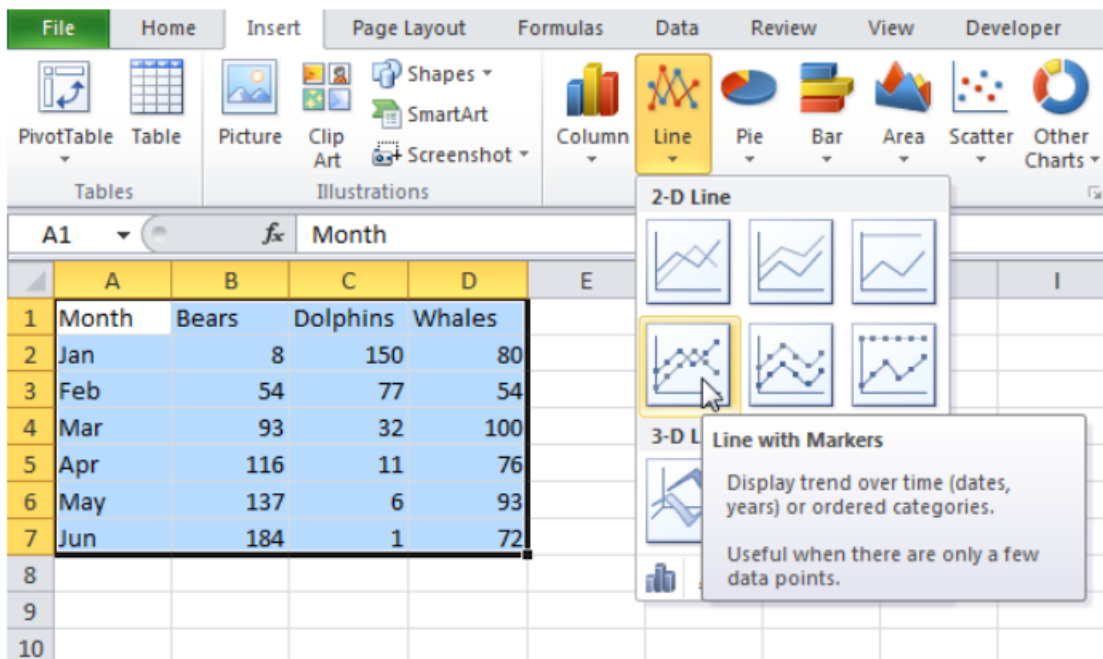 File Home Insert Page Layout Formulas Data Review View Developer
PivotTable Table Picture Clip Art Shapes SmartArt Screenshot Column Line Pie Bar Area Scatter Other Charts
Tables Illustrations
2-D Line
A1 fx Month
A B C D E I
1 Month Bears Dolphins Whales
2 Jan 8 150 80
3 Feb 54 77 54
4 Mar 93 32 100
5 Apr 116 11 76
6 May 137 6 93
7 Jun 184 1 72
8
9
10
3-D L
Line with Markers
Display trend over time (dates,
years) or ordered categories.
Useful when there are only a few
data points.